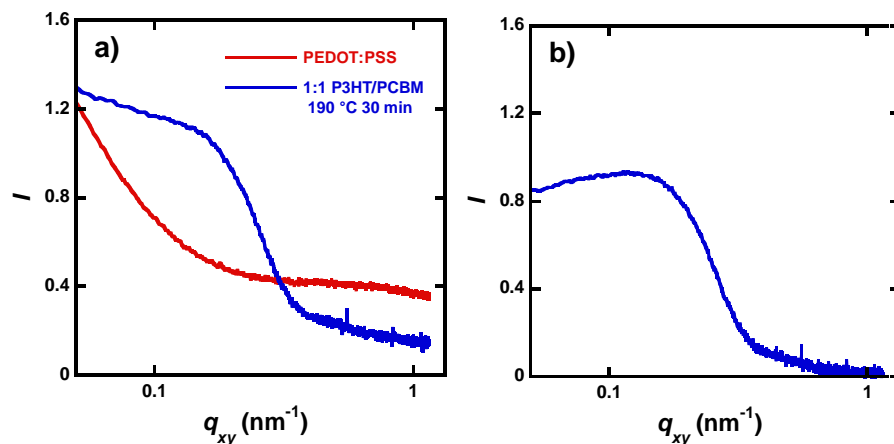 a)
PEDOT:PSS
1:1 P3HT/PCBM
190 °C 30 min
I
1.6
1.2
0.8
0.4
0
0.1
1
q_xy (nm⁻¹)
b)
I
1.6
1.2
0.8
0.4
0
0.1
1
q_xy (nm⁻¹)